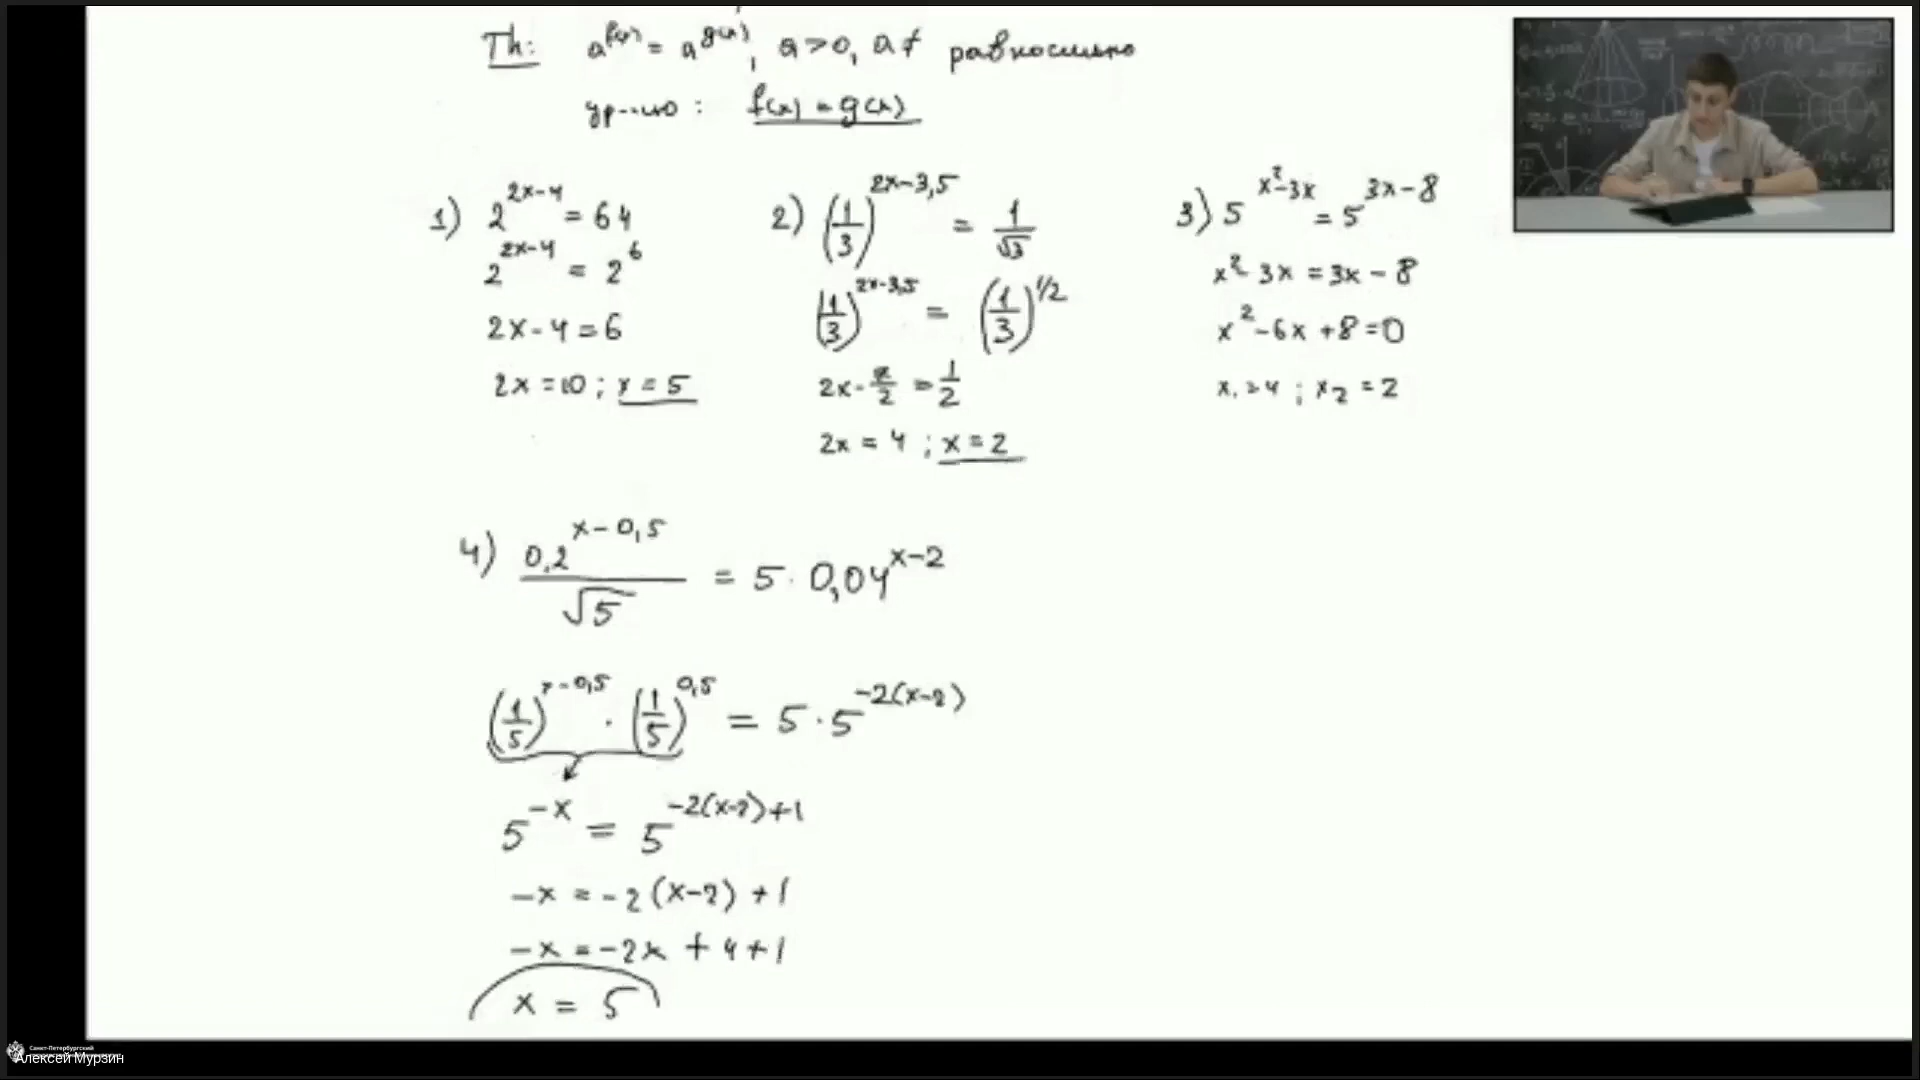 Th: a^f(x) = a^g(x), a>0, a≠ равносильно
ур--ию : f(x) = g(x)
1) 2^(2x-4) = 64
2^(2x-4) = 2^6
2x-4=6
2x=10 ; x=5
2) (1/3)^(2x-3,5) = 1/√3
(1/3)^(2x-3,5) = (1/3)^(1/2)
2x - 7/2 = 1/2
2x = 4 ; x=2
3) 5^(x²-3x) = 5^(3x-8)
x²-3x=3x-8
x²-6x+8=0
x₁=4 ; x₂=2
4) 0,2^(x-0,5) / √5 = 5·0,04^(x-2)
(1/5)^(x-0,5) · (1/5)^(0,5) = 5·5^(-2(x-2))
5^(-x) = 5^(-2(x-2)+1)
-x = -2(x-2)+1
-x = -2x+4+1
x = 5
Санкт-Петербургский
Алексей Мурзин